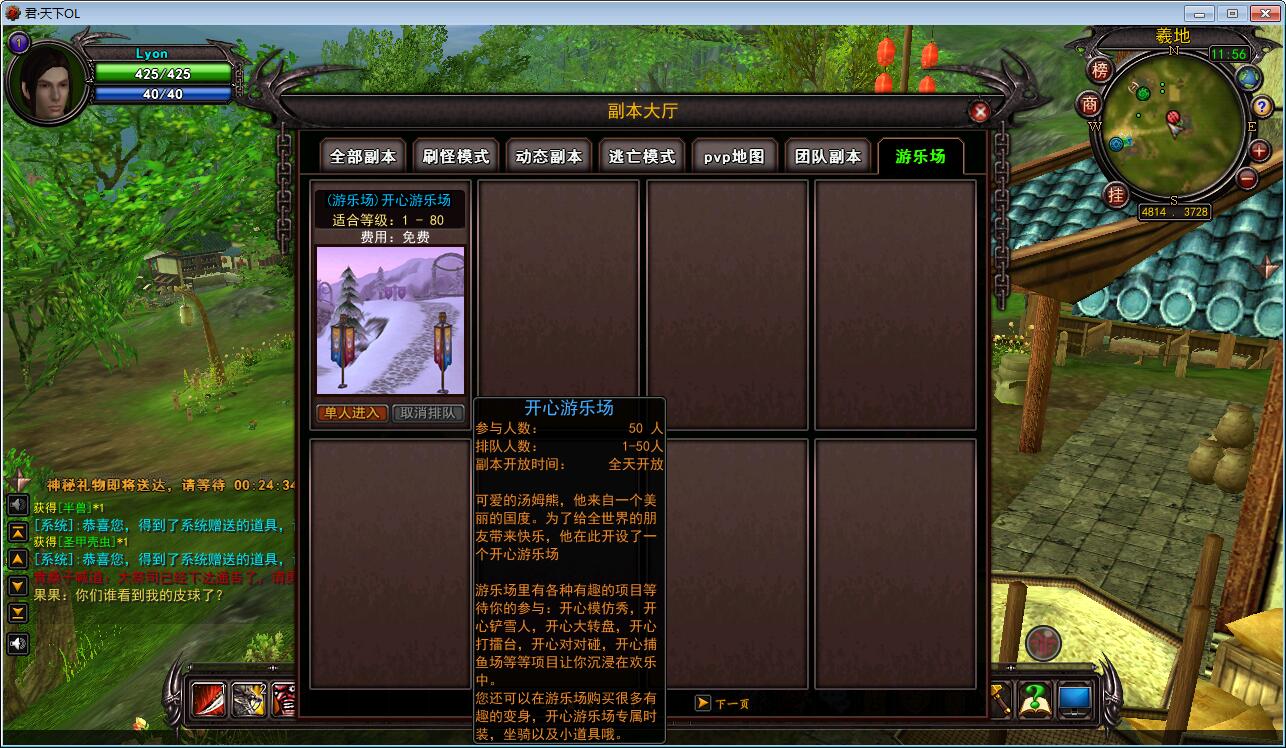 君·天下OL
1
Lyon
425/425
40/40
羲地
N
11:56
榜
商
W
E
?
挂
S
4814 . 3728
副本大厅
全部副本
刷怪模式
动态副本
逃亡模式
pvp地图
团队副本
游乐场
(游乐场)开心游乐场
适合等级：1 - 80
费用：免费
单人进入
取消排队
开心游乐场
参与人数： 50 人
排队人数： 1-50人
副本开放时间： 全天开放
可爱的汤姆熊，他来自一个美
丽的国度。为了给全世界的朋
友带来快乐，他在此开设了一
个开心游乐场
游乐场里有各种有趣的项目等
待你的参与：开心模仿秀，开
心铲雪人，开心大转盘，开心
打擂台，开心对对碰，开心捕
鱼场等等项目让你沉浸在欢乐
中。
您还可以在游乐场购买很多有
趣的变身，开心游乐场专属时
装，坐骑以及小道具哦。
下一页
神秘礼物即将送达，请等待 00:24:34
获得[半兽]*1
[系统]:恭喜您，得到了系统赠送的道具，
获得[圣甲壳虫]*1
[系统]:恭喜您，得到了系统赠送的道具，
果果：你们谁看到我的皮球了？
2